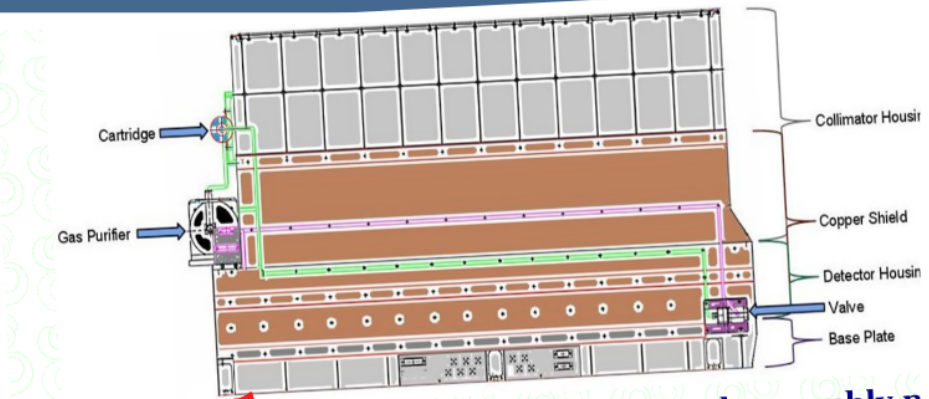 Cartridge
Gas Purifier
Collimator Housin
Copper Shield
Detector Housin
Valve
Base Plate